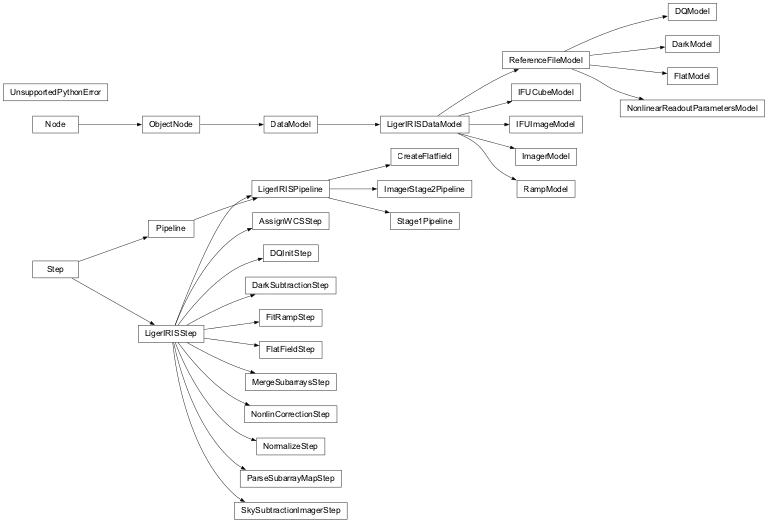 DQModel
DarkModel
ReferenceFileModel
FlatModel
UnsupportedPythonError
IFUCubeModel
NonlinearReadoutParametersModel
Node
ObjectNode
DataModel
LigerIRISDataModel
IFUImageModel
CreateFlatfield
ImagerModel
LigerIRISPipeline
ImagerStage2Pipeline
RampModel
AssignWCSStep
Stage1Pipeline
Pipeline
DQInitStep
Step
DarkSubtractionStep
FitRampStep
LigerIRISStep
FlatFieldStep
MergeSubarraysStep
NonlinCorrectionStep
NormalizeStep
ParseSubarrayMapStep
SkySubtractionImagerStep